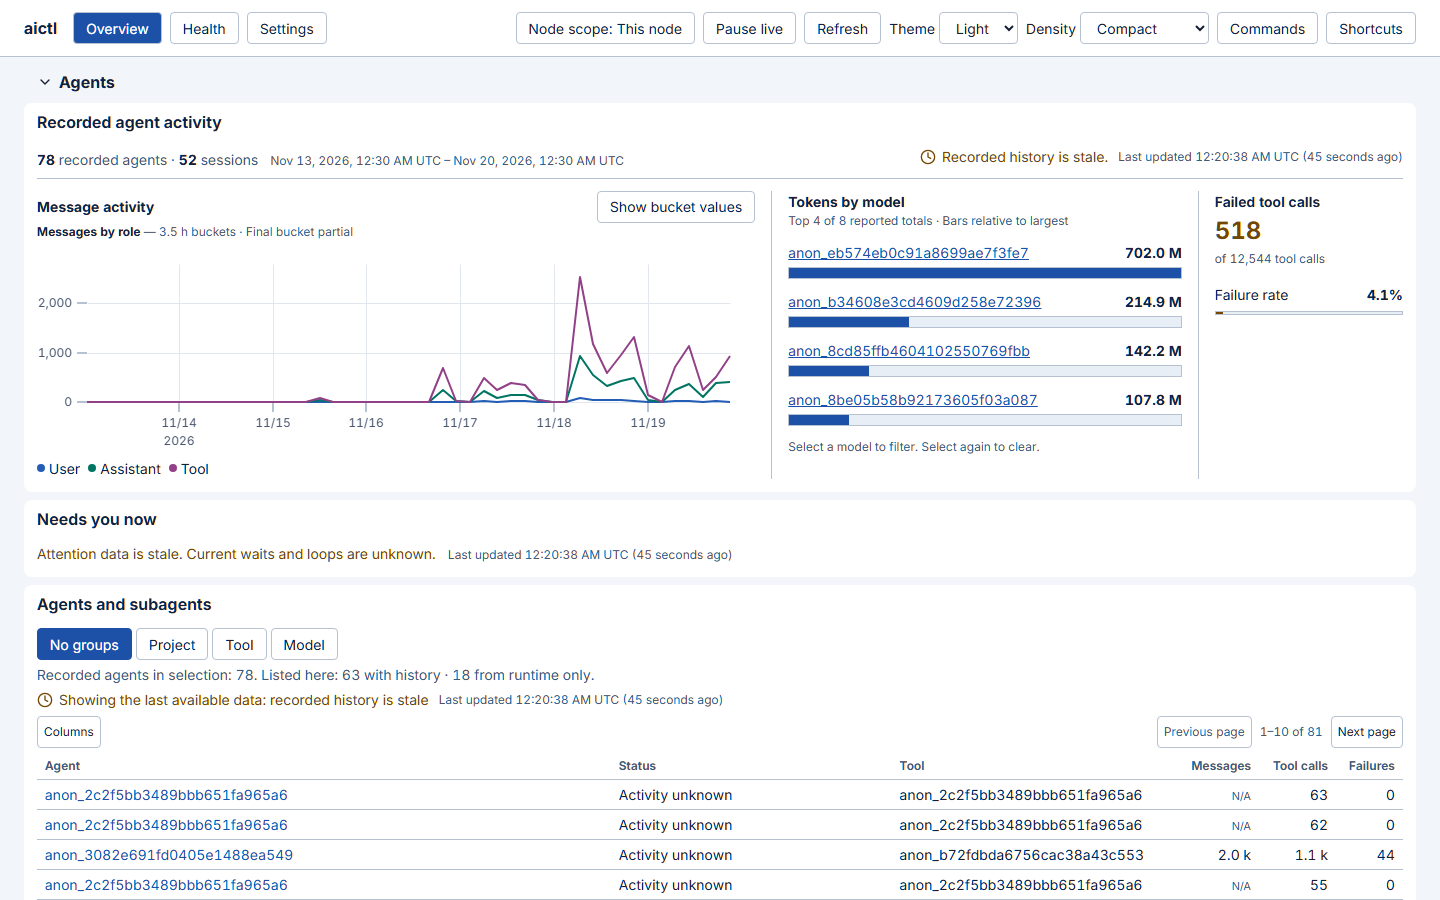 aictl Overview Health Settings Node scope: This node Pause live Refresh Theme Light Density Compact Commands Shortcuts
Agents
Recorded agent activity
78 recorded agents · 52 sessions Nov 13, 2026, 12:30 AM UTC – Nov 20, 2026, 12:30 AM UTC
Recorded history is stale. Last updated 12:20:38 AM UTC (45 seconds ago)
Message activity
Show bucket values
Messages by role — 3.5 h buckets · Final bucket partial
2,000
1,000
0
11/14 11/15 11/16 11/17 11/18 11/19
2026
User Assistant Tool
Tokens by model
Top 4 of 8 reported totals · Bars relative to largest
anon_eb574eb0c91a8699ae7f3fe7 702.0 M
anon_b34608e3cd4609d258e72396 214.9 M
anon_8cd85ffb4604102550769fbb 142.2 M
anon_8be05b58b92173605f03a087 107.8 M
Select a model to filter. Select again to clear.
Failed tool calls
518
of 12,544 tool calls
Failure rate 4.1%
Needs you now
Attention data is stale. Current waits and loops are unknown. Last updated 12:20:38 AM UTC (45 seconds ago)
Agents and subagents
No groups Project Tool Model
Recorded agents in selection: 78. Listed here: 63 with history · 18 from runtime only.
Showing the last available data: recorded history is stale Last updated 12:20:38 AM UTC (45 seconds ago)
Columns Previous page 1–10 of 81 Next page
Agent Status Tool Messages Tool calls Failures
anon_2c2f5bb3489bbb651fa965a6 Activity unknown anon_2c2f5bb3489bbb651fa965a6 N/A 63 0
anon_2c2f5bb3489bbb651fa965a6 Activity unknown anon_2c2f5bb3489bbb651fa965a6 N/A 62 0
anon_3082e691fd0405e1488ea549 Activity unknown anon_b72fdbda6756cac38a43c553 2.0 k 1.1 k 44
anon_2c2f5bb3489bbb651fa965a6 Activity unknown anon_2c2f5bb3489bbb651fa965a6 N/A 55 0